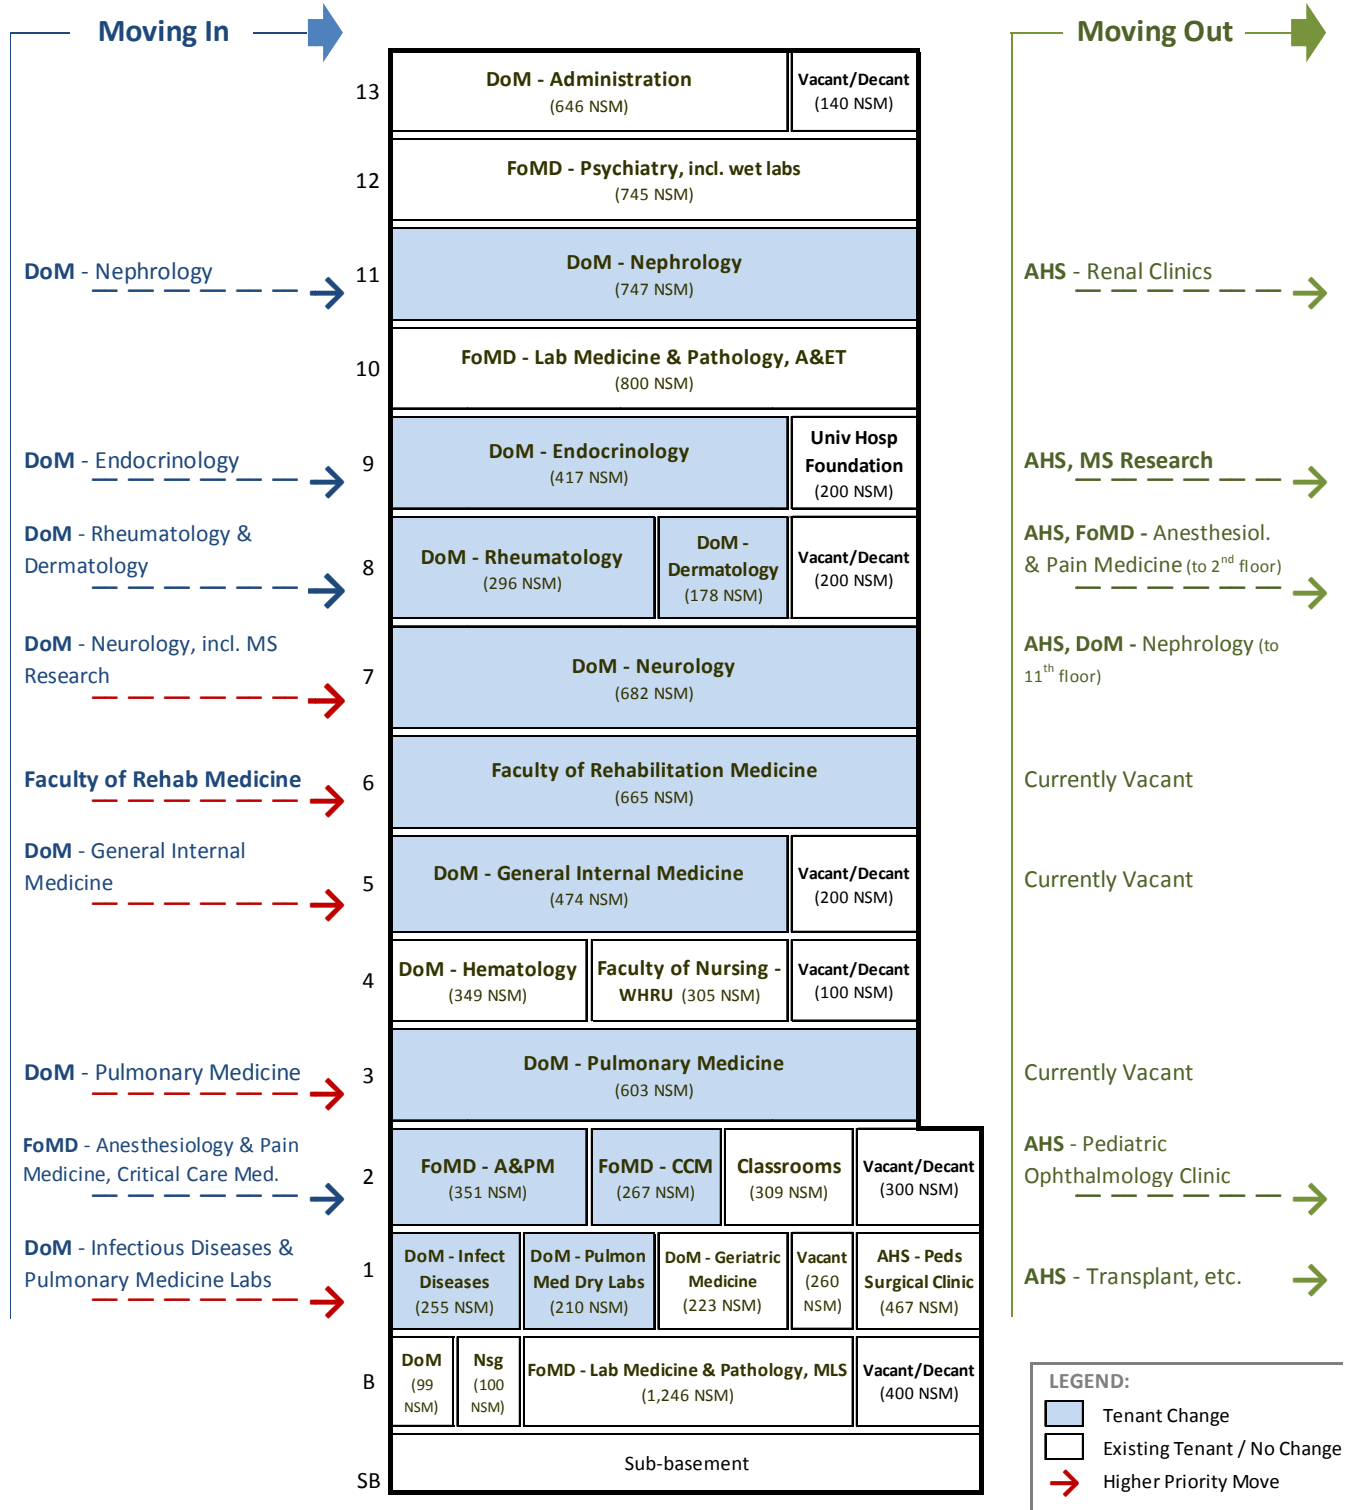 Moving In
Moving Out
13
DoM - Administration
(646 NSM)
Vacant/Decant
(140 NSM)
12
FoMD - Psychiatry, incl. wet labs
(745 NSM)
DoM - Nephrology
11
DoM - Nephrology
(747 NSM)
AHS - Renal Clinics
10
FoMD - Lab Medicine & Pathology, A&ET
(800 NSM)
DoM - Endocrinology
9
DoM - Endocrinology
(417 NSM)
Univ Hosp
Foundation
(200 NSM)
AHS, MS Research
DoM - Rheumatology &
Dermatology
8
DoM - Rheumatology
(296 NSM)
DoM -
Dermatology
(178 NSM)
Vacant/Decant
(200 NSM)
AHS, FoMD - Anesthesiol.
& Pain Medicine (to 2nd floor)
DoM - Neurology, incl. MS
Research
7
DoM - Neurology
(682 NSM)
AHS, DoM - Nephrology (to
11th floor)
Faculty of Rehab Medicine
6
Faculty of Rehabilitation Medicine
(665 NSM)
Currently Vacant
DoM - General Internal
Medicine
5
DoM - General Internal Medicine
(474 NSM)
Vacant/Decant
(200 NSM)
Currently Vacant
4
DoM - Hematology
(349 NSM)
Faculty of Nursing -
WHRU (305 NSM)
Vacant/Decant
(100 NSM)
DoM - Pulmonary Medicine
3
DoM - Pulmonary Medicine
(603 NSM)
Currently Vacant
FoMD - Anesthesiology & Pain
Medicine, Critical Care Med.
2
FoMD - A&PM
(351 NSM)
FoMD - CCM
(267 NSM)
Classrooms
(309 NSM)
Vacant/Decant
(300 NSM)
AHS - Pediatric
Ophthalmology Clinic
DoM - Infectious Diseases &
Pulmonary Medicine Labs
1
DoM - Infect
Diseases
(255 NSM)
DoM - Pulmon
Med Dry Labs
(210 NSM)
DoM - Geriatric
Medicine
(223 NSM)
Vacant
(260
NSM)
AHS - Peds
Surgical Clinic
(467 NSM)
AHS - Transplant, etc.
B
DoM
(99
NSM)
Nsg
(100
NSM)
FoMD - Lab Medicine & Pathology, MLS
(1,246 NSM)
Vacant/Decant
(400 NSM)
SB
Sub-basement
LEGEND:
Tenant Change
Existing Tenant / No Change
Higher Priority Move